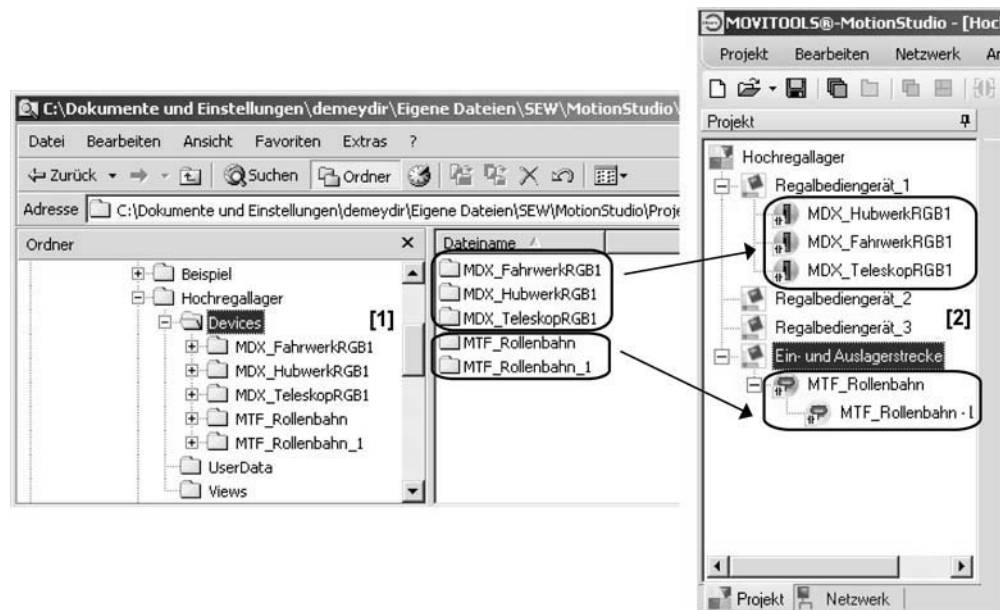 C:\Dokumente und Einstellungen\demeydir\Eigene Dateien\SEW\MotionStudio\
Datei Bearbeiten Ansicht Favoriten Extras ?
Zurück Suchen Ordner
Adresse C:\Dokumente und Einstellungen\demeydir\Eigene Dateien\SEW\MotionStudio\Proje
Ordner
Beispiel
Hochregallager
Devices [1]
MDX_FahrwerkRGB1
MDX_HubwerkRGB1
MDX_TeleskopRGB1
MTF_Rollenbahn
MTF_Rollenbahn_1
UserData
Views
Dateiname
MDX_FahrwerkRGB1
MDX_HubwerkRGB1
MDX_TeleskopRGB1
MTF_Rollenbahn
MTF_Rollenbahn_1
MOVITOOLS®-MotionStudio - [Hoc
Projekt Bearbeiten Netzwerk
Projekt
Hochregallager
Regalbediengerät_1
MDX_HubwerkRGB1
MDX_FahrwerkRGB1
MDX_TeleskopRGB1
Regalbediengerät_2
Regalbediengerät_3 [2]
Ein- und Auslagerstrecke
MTF_Rollenbahn
MTF_Rollenbahn -
Projekt Netzwerk